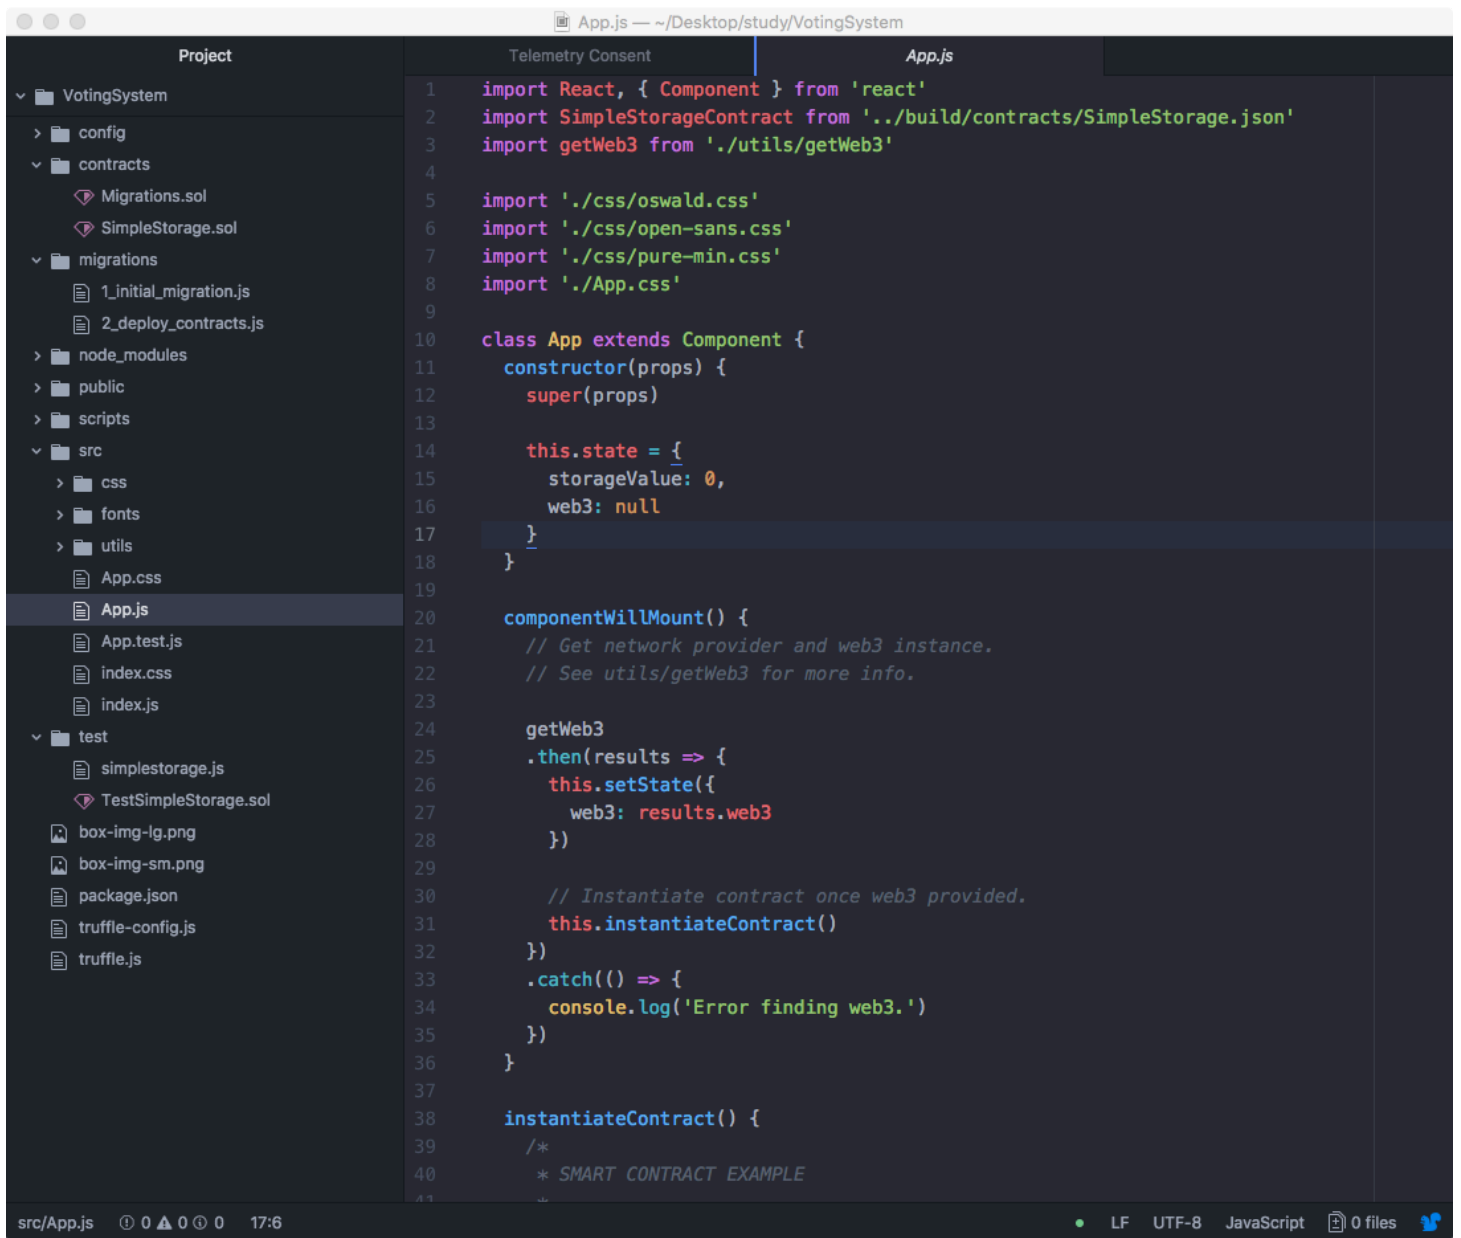 App.js — ~/Desktop/study/VotingSystem
Project
VotingSystem
config
contracts
Migrations.sol
SimpleStorage.sol
migrations
1_initial_migration.js
2_deploy_contracts.js
node_modules
public
scripts
src
css
fonts
utils
App.css
App.js
App.test.js
index.css
index.js
test
simplestorage.js
TestSimpleStorage.sol
box-img-lg.png
box-img-sm.png
package.json
truffle-config.js
truffle.js
Telemetry Consent App.js
1 import React, { Component } from 'react'
2 import SimpleStorageContract from '../build/contracts/SimpleStorage.json'
3 import getWeb3 from './utils/getWeb3'
4
5 import './css/oswald.css'
6 import './css/open-sans.css'
7 import './css/pure-min.css'
8 import './App.css'
9
10 class App extends Component {
11 constructor(props) {
12 super(props)
13
14 this.state = {
15 storageValue: 0,
16 web3: null
17 }
18 }
19
20 componentWillMount() {
21 // Get network provider and web3 instance.
22 // See utils/getWeb3 for more info.
23
24 getWeb3
25 .then(results => {
26 this.setState({
27 web3: results.web3
28 })
29
30 // Instantiate contract once web3 provided.
31 this.instantiateContract()
32 })
33 .catch(() => {
34 console.log('Error finding web3.')
35 })
36 }
37
38 instantiateContract() {
39 /*
40 * SMART CONTRACT EXAMPLE
41 *
src/App.js 0 0 0 17:6 LF UTF-8 JavaScript 0 files